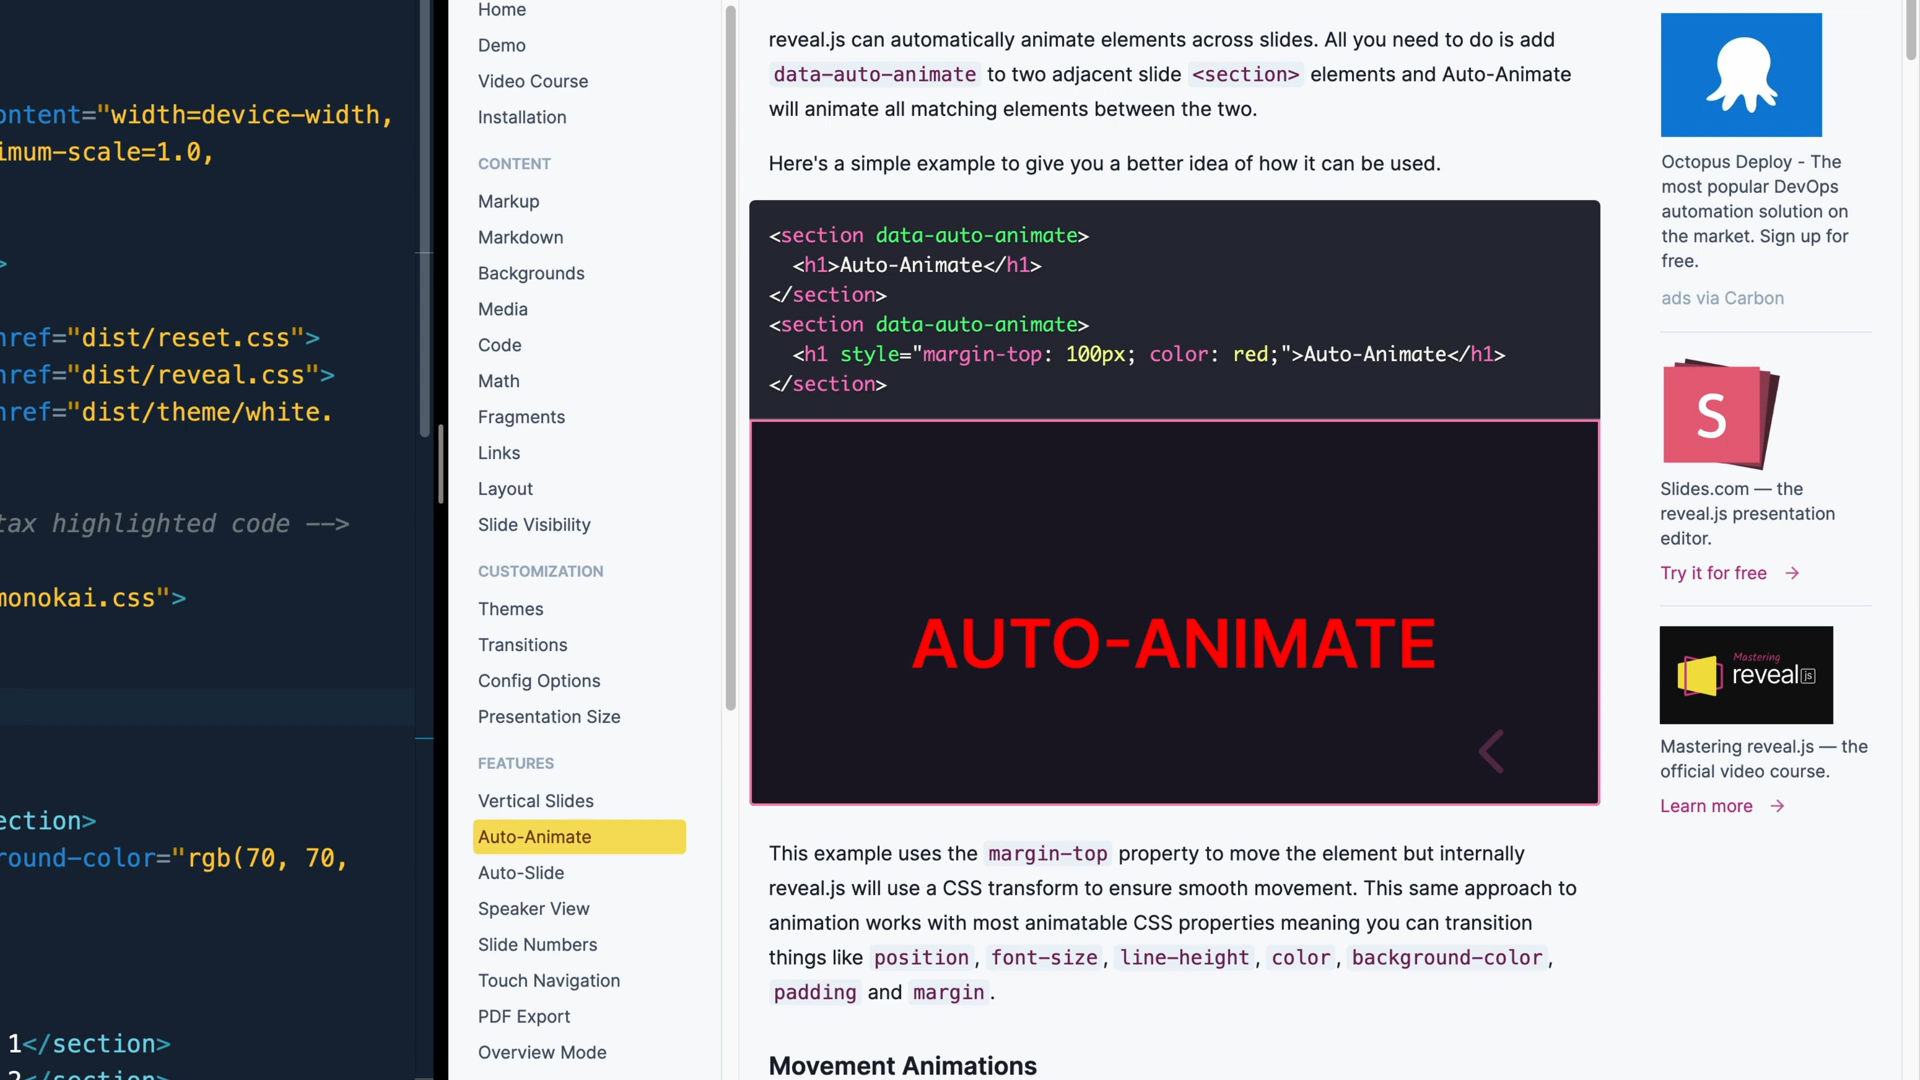 ontent="width=device-width,
imum-scale=1.0,
>
href="dist/reset.css">
href="dist/reveal.css">
href="dist/theme/white.
tax highlighted code -->
monokai.css">
ection>
round-color="rgb(70, 70,
1</section>
2</section>
Home
Demo
Video Course
Installation
CONTENT
Markup
Markdown
Backgrounds
Media
Code
Math
Fragments
Links
Layout
Slide Visibility
CUSTOMIZATION
Themes
Transitions
Config Options
Presentation Size
FEATURES
Vertical Slides
Auto-Animate
Auto-Slide
Speaker View
Slide Numbers
Touch Navigation
PDF Export
Overview Mode
reveal.js can automatically animate elements across slides. All you need to do is add
data-auto-animate to two adjacent slide <section> elements and Auto-Animate
will animate all matching elements between the two.
Here's a simple example to give you a better idea of how it can be used.
<section data-auto-animate>
<h1>Auto-Animate</h1>
</section>
<section data-auto-animate>
<h1 style="margin-top: 100px; color: red;">Auto-Animate</h1>
</section>
AUTO-ANIMATE
This example uses the margin-top property to move the element but internally
reveal.js will use a CSS transform to ensure smooth movement. This same approach to
animation works with most animatable CSS properties meaning you can transition
things like position, font-size, line-height, color, background-color,
padding and margin.
Movement Animations
Octopus Deploy - The
most popular DevOps
automation solution on
the market. Sign up for
free.
ads via Carbon
S
Slides.com — the
reveal.js presentation
editor.
Try it for free →
Mastering
reveal js
Mastering reveal.js — the
official video course.
Learn more →